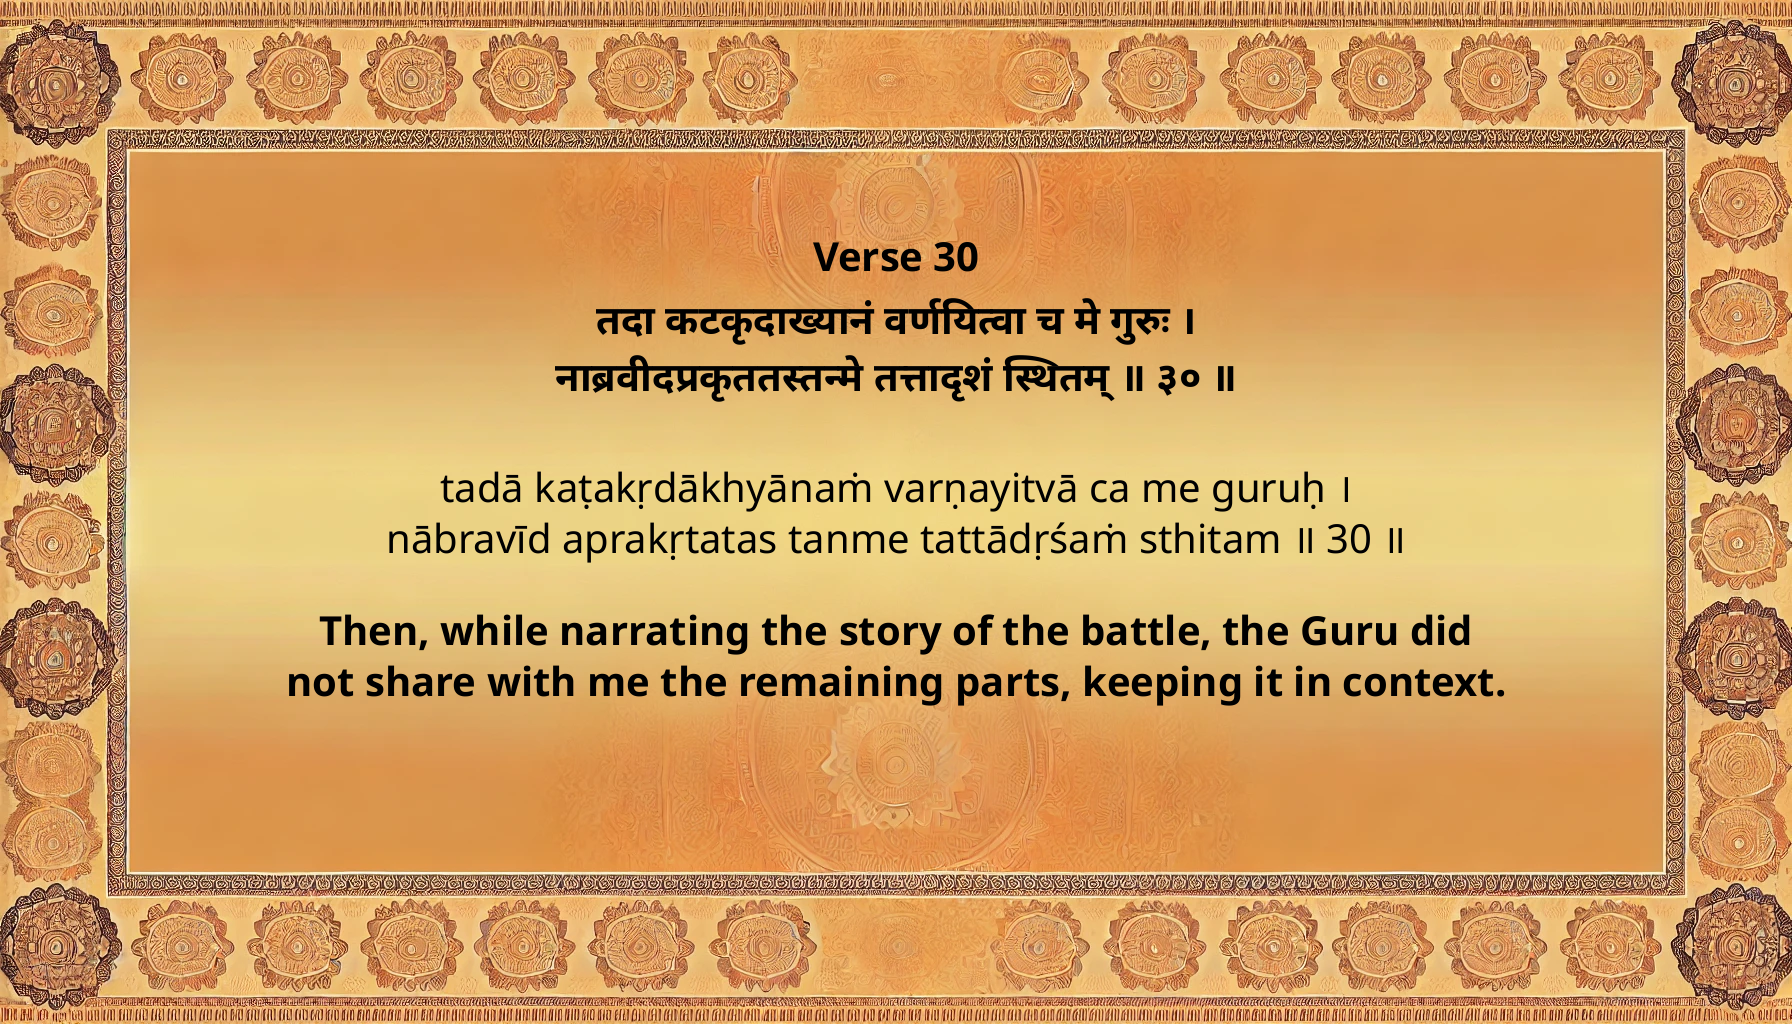 Verse 30
तदा कटकृदाख्यानं वर्णयित्वा च मे गुरुः ।
नाब्रवीदप्रकृततस्तन्मे तत्तादृशं स्थितम् ॥ ३० ॥
tadā kaṭakṛdākhyānaṁ varṇayitvā ca me guruḥ ।
nābravīd aprakṛtatas tanme tattādṛśaṁ sthitam ॥ 30 ॥
Then, while narrating the story of the battle, the Guru did
not share with me the remaining parts, keeping it in context.